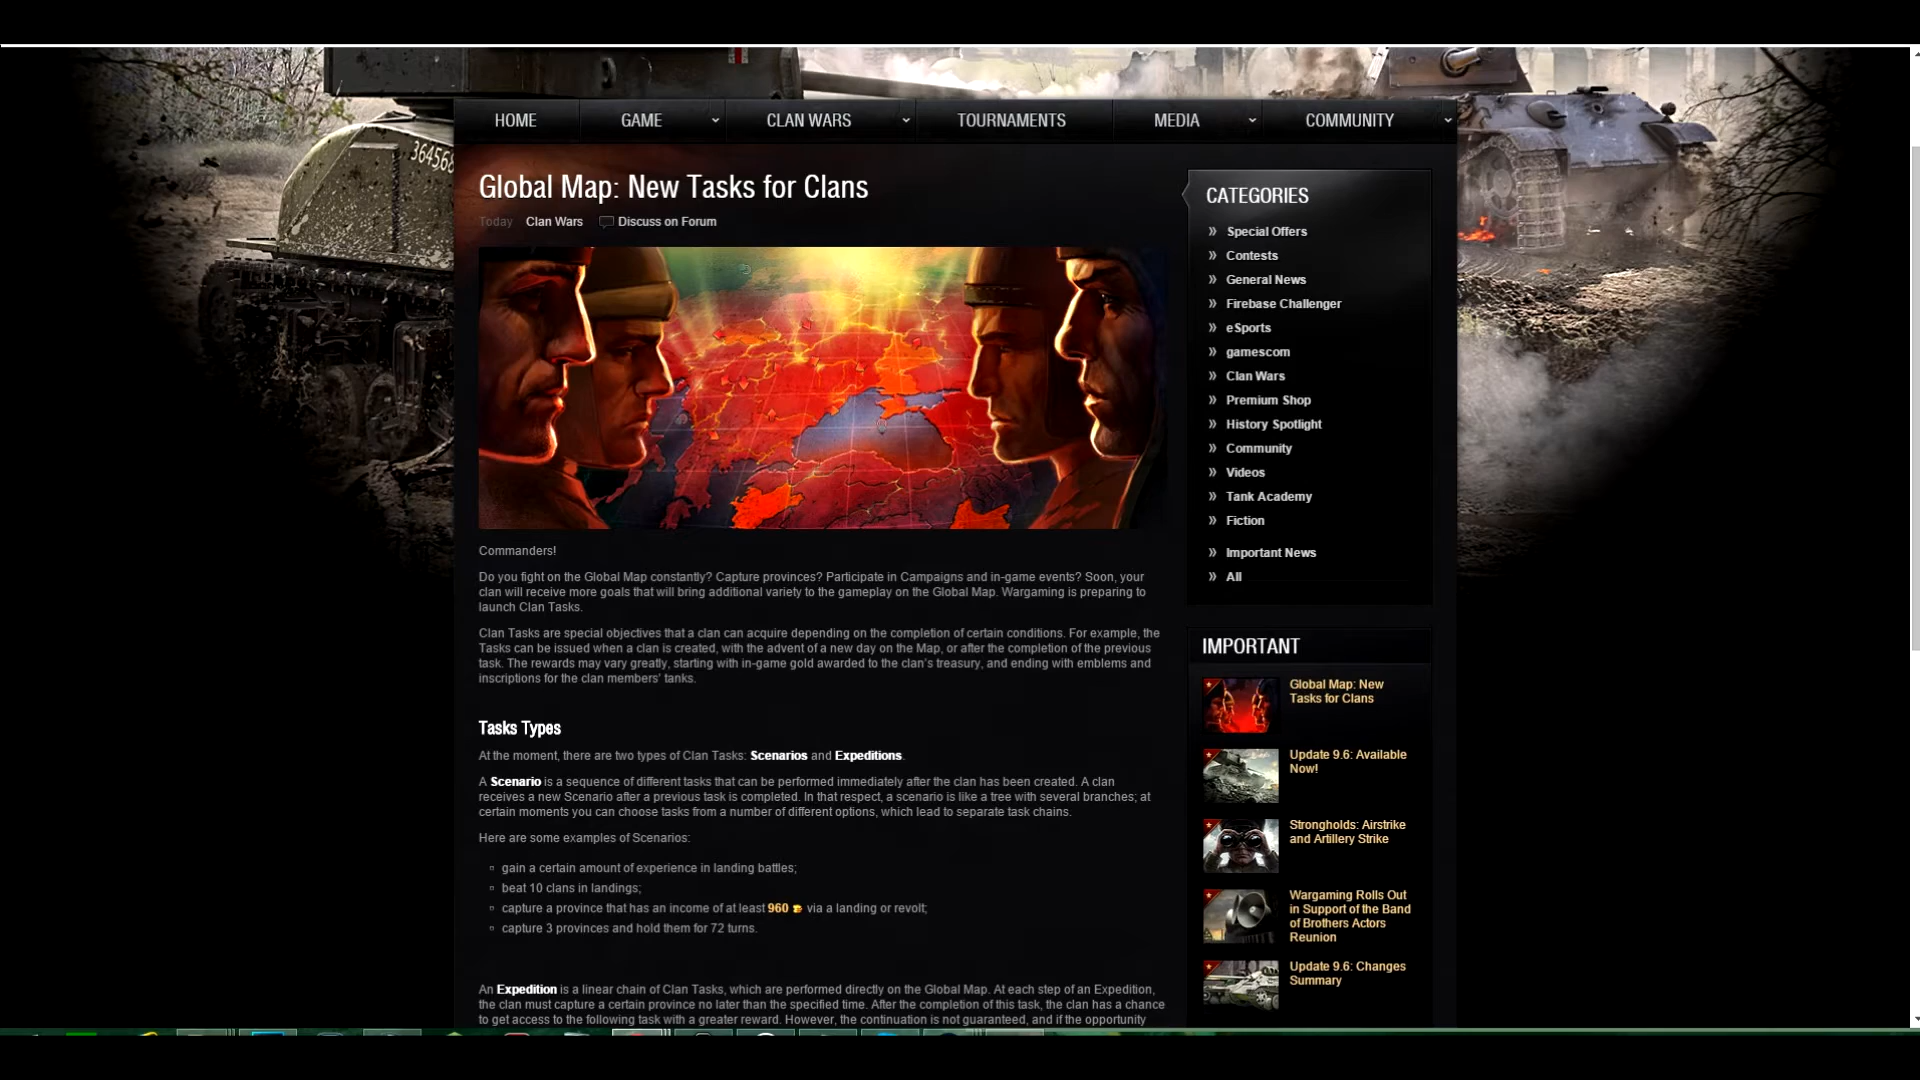 HOME GAME CLAN WARS TOURNAMENTS MEDIA COMMUNITY
364568
Global Map: New Tasks for Clans
Today Clan Wars Discuss on Forum
Commanders!
Do you fight on the Global Map constantly? Capture provinces? Participate in Campaigns and in-game events? Soon, your
clan will receive more goals that will bring additional variety to the gameplay on the Global Map. Wargaming is preparing to
launch Clan Tasks.
Clan Tasks are special objectives that a clan can acquire depending on the completion of certain conditions. For example, the
Tasks can be issued when a clan is created, with the advent of a new day on the Map, or after the completion of the previous
task. The rewards may vary greatly, starting with in-game gold awarded to the clan's treasury, and ending with emblems and
inscriptions for the clan members' tanks.
Tasks Types
At the moment, there are two types of Clan Tasks: Scenarios and Expeditions.
A Scenario is a sequence of different tasks that can be performed immediately after the clan has been created. A clan
receives a new Scenario after a previous task is completed. In that respect, a scenario is like a tree with several branches; at
certain moments you can choose tasks from a number of different options, which lead to separate task chains.
Here are some examples of Scenarios:
gain a certain amount of experience in landing battles;
beat 10 clans in landings;
capture a province that has an income of at least 960 via a landing or revolt;
capture 3 provinces and hold them for 72 turns.
An Expedition is a linear chain of Clan Tasks, which are performed directly on the Global Map. At each step of an Expedition,
the clan must capture a certain province no later than the specified time. After the completion of this task, the clan has a chance
to get access to the following task with a greater reward. However, the continuation is not guaranteed, and if the opportunity
CATEGORIES
Special Offers
Contests
General News
Firebase Challenger
eSports
gamescom
Clan Wars
Premium Shop
History Spotlight
Community
Videos
Tank Academy
Fiction
Important News
All
IMPORTANT
Global Map: New
Tasks for Clans
Update 9.6: Available
Now!
Strongholds: Airstrike
and Artillery Strike
Wargaming Rolls Out
in Support of the Band
of Brothers Actors
Reunion
Update 9.6: Changes
Summary